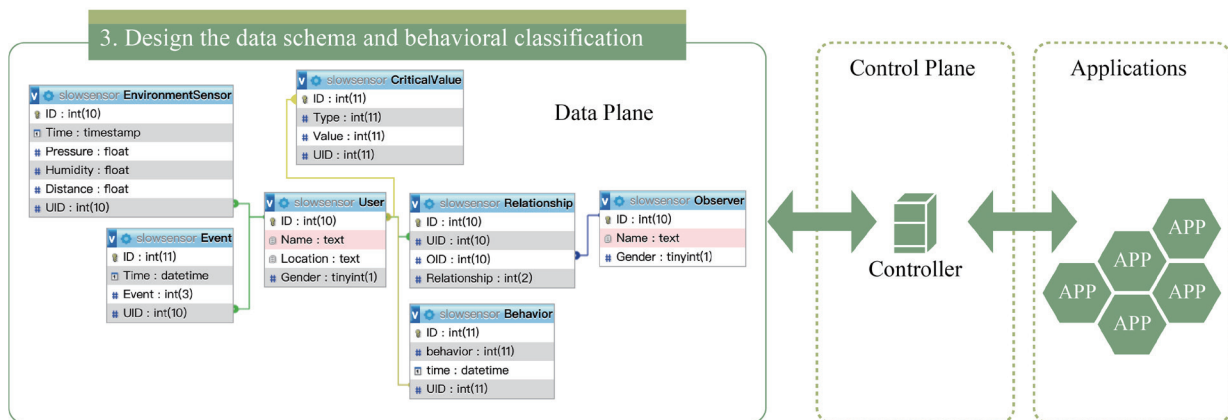 3. Design the data schema and behavioral classification
slowsensor EnvironmentSensor
ID : int(10)
Time : timestamp
# Pressure : float
# Humidity : float
# Distance : float
# UID : int(10)
slowsensor Event
ID : int(11)
Time : datetime
# Event : int(3)
# UID : int(10)
slowsensor CriticalValue
ID : int(11)
# Type : int(11)
# Value : int(11)
# UID : int(11)
Data Plane
slowsensor User
ID : int(10)
Name : text
Location : text
# Gender : tinyint(1)
slowsensor Relationship
ID : int(10)
# UID : int(10)
# OID : int(10)
# Relationship : int(2)
slowsensor Observer
ID : int(10)
Name : text
# Gender : tinyint(1)
slowsensor Behavior
ID : int(11)
# behavior : int(11)
time : datetime
# UID : int(11)
Control Plane
Controller
Applications
APP
APP
APP
APP
APP